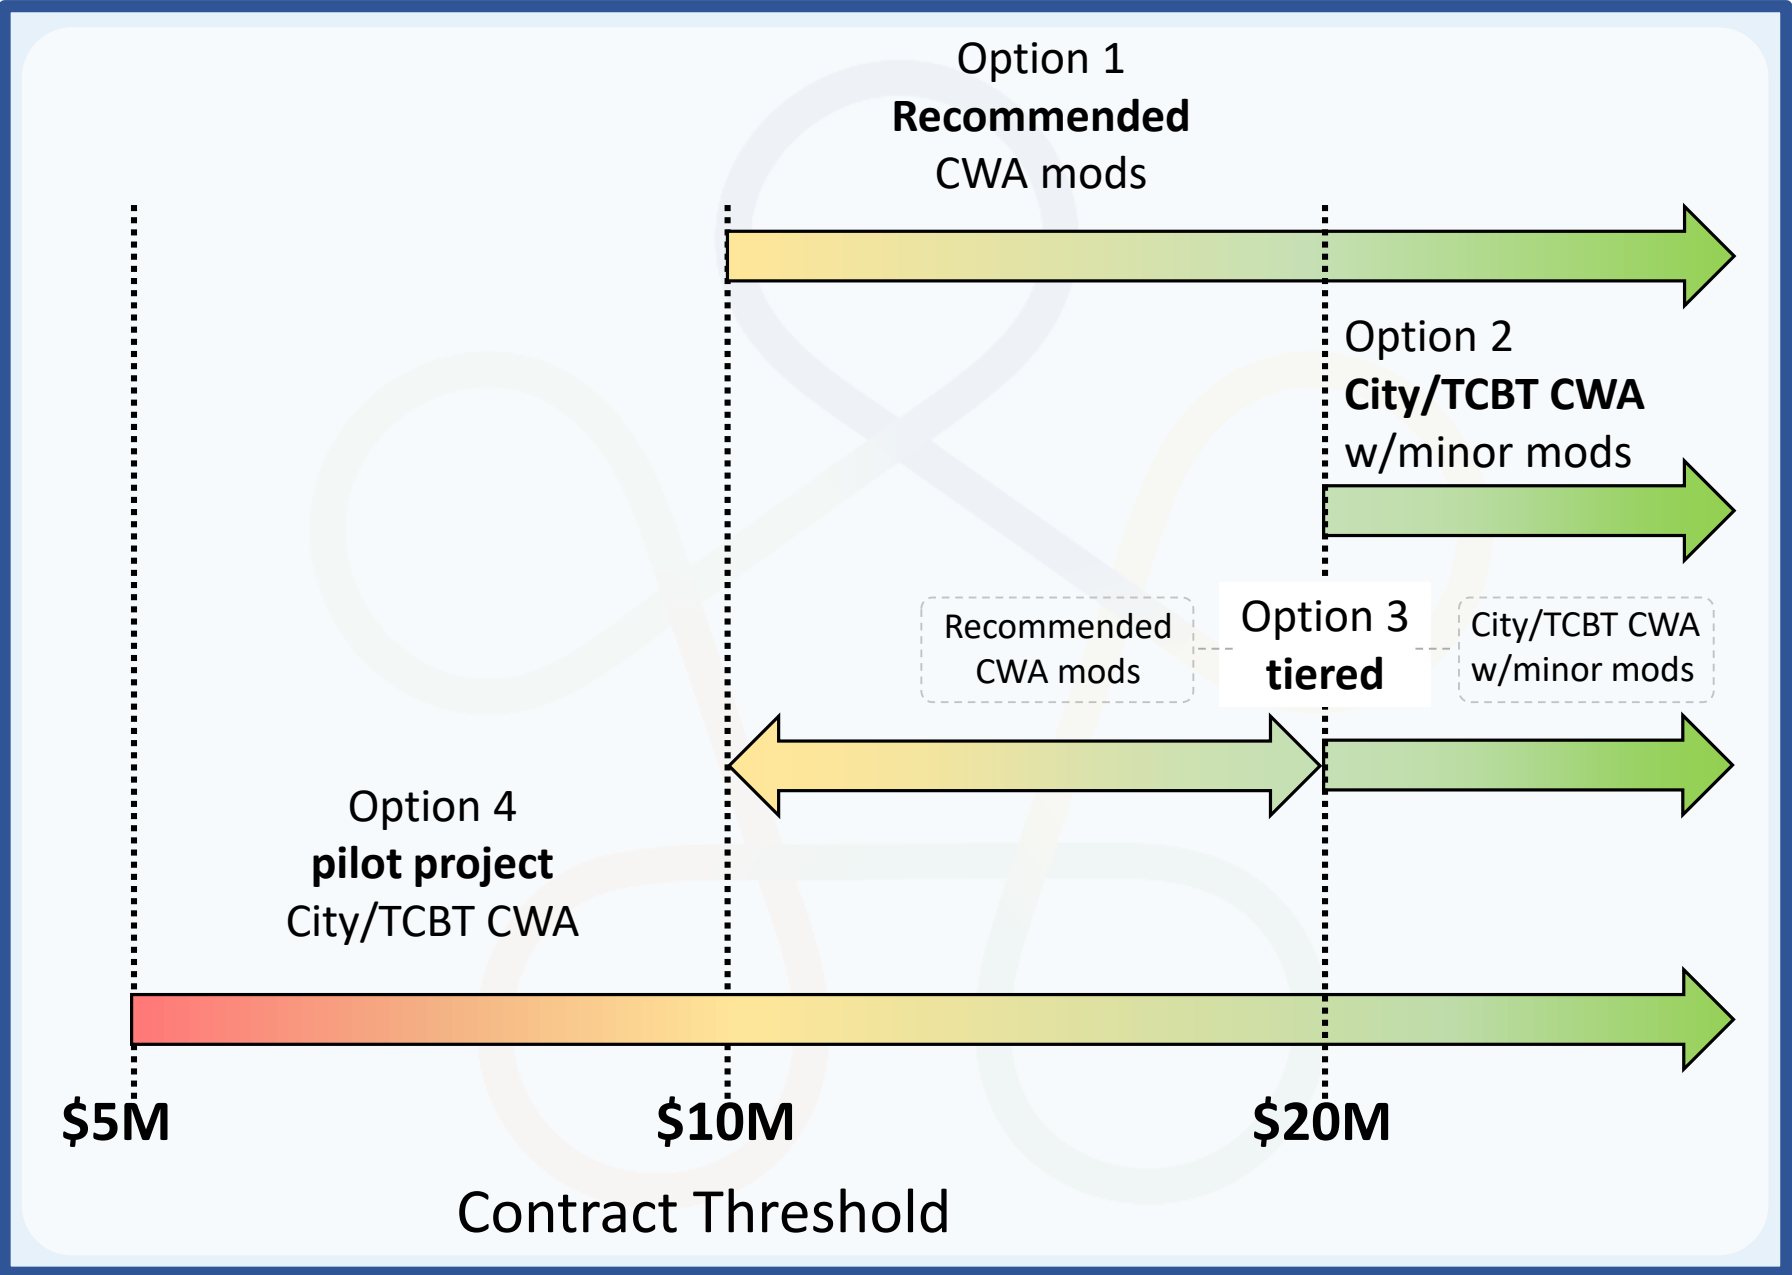 Option 1
Recommended
CWA mods
Option 2
City/TCBT CWA
w/minor mods
Recommended
CWA mods
Option 3
tiered
City/TCBT CWA
w/minor mods
Option 4
pilot project
City/TCBT CWA
$5M
$10M
$20M
Contract Threshold